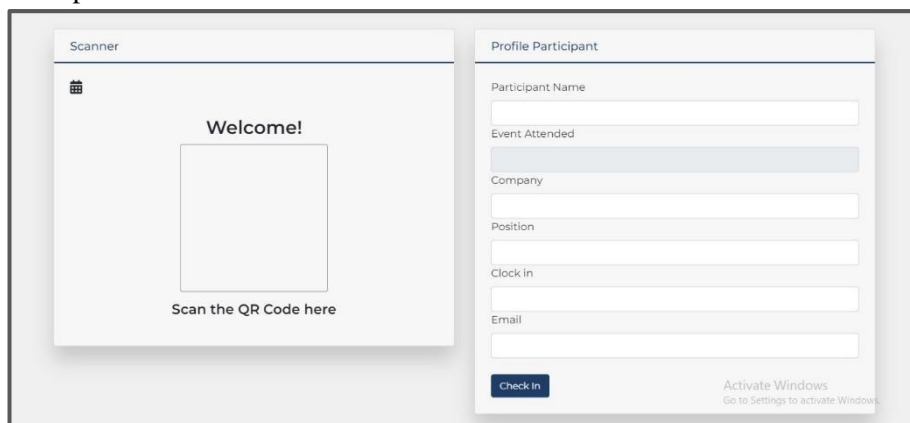 Scanner
Welcome!
Scan the QR Code here
Profile Participant
Participant Name
Event Attended
Company
Position
Clock in
Email
Check In
Activate Windows
Go to Settings to activate Windows.